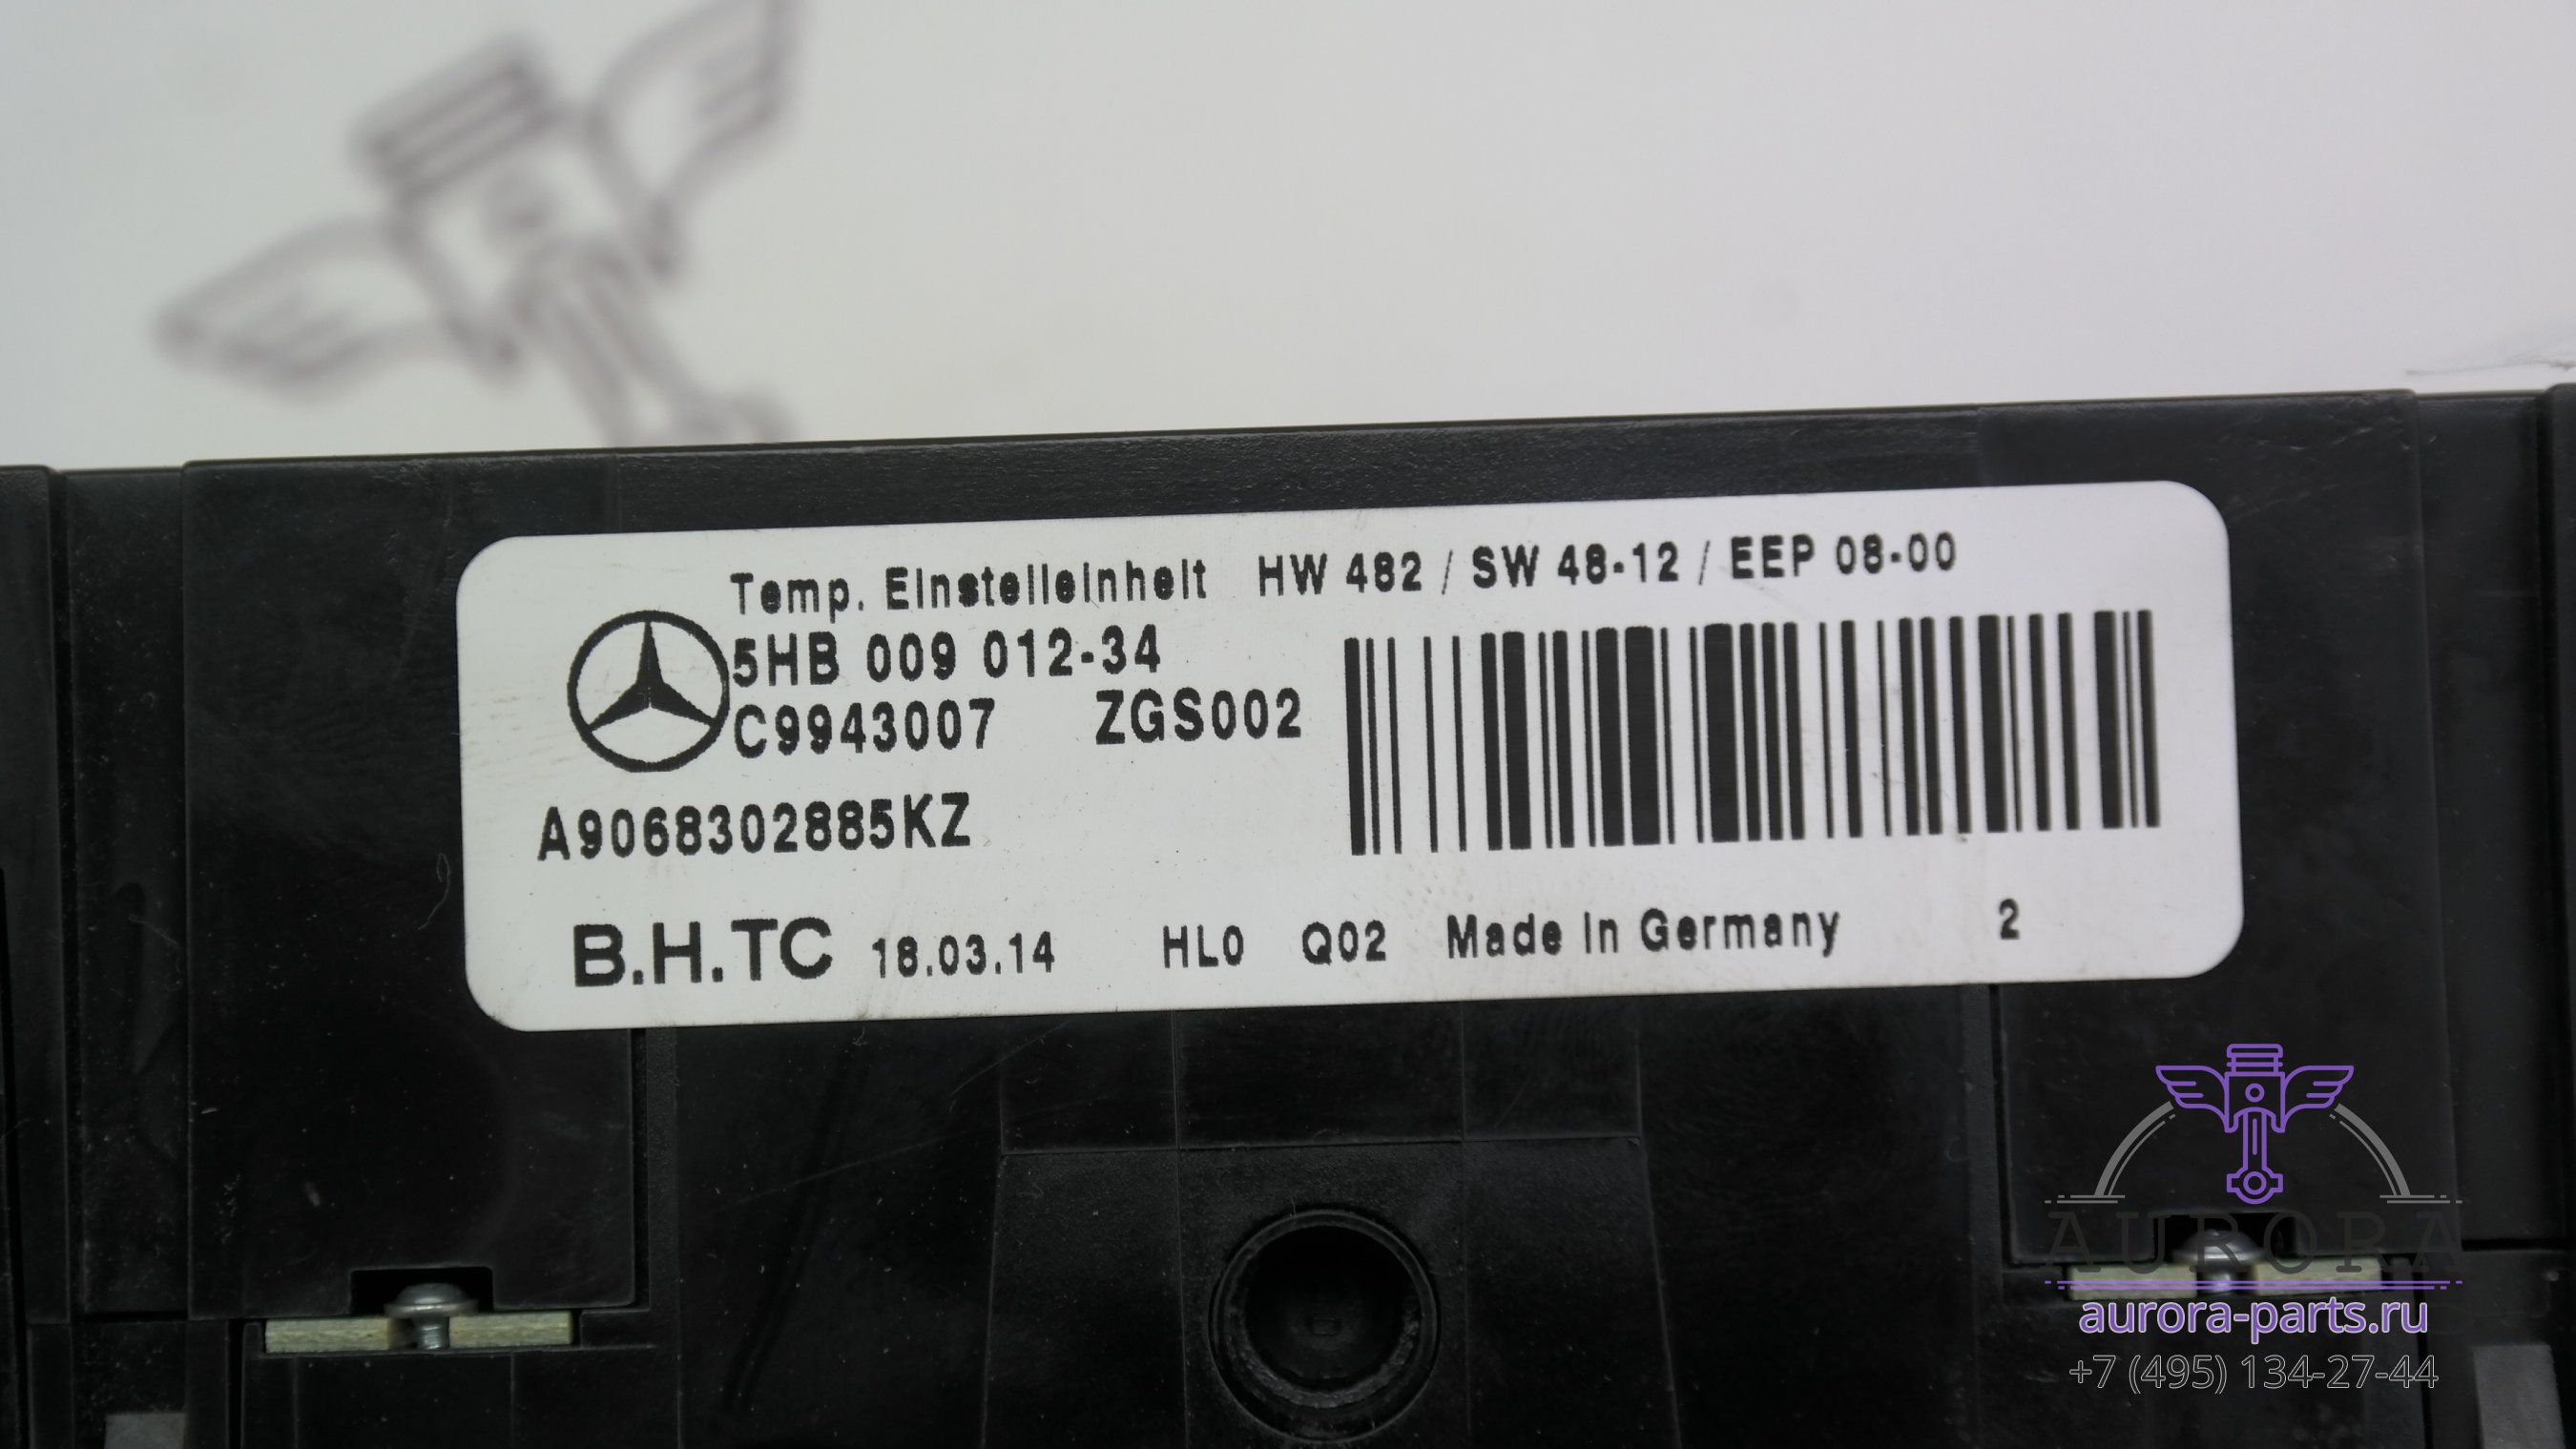 Temp. Einstelleinheit HW 482 / SW 48-12 / EEP 08-00
5HB 009 012-34
C9943007 ZGS002
A9068302885KZ
B.H.TC 18.03.14 HL0 Q02 Made in Germany 2
AURORA
aurora-parts.ru
+7 (495) 134-27-44